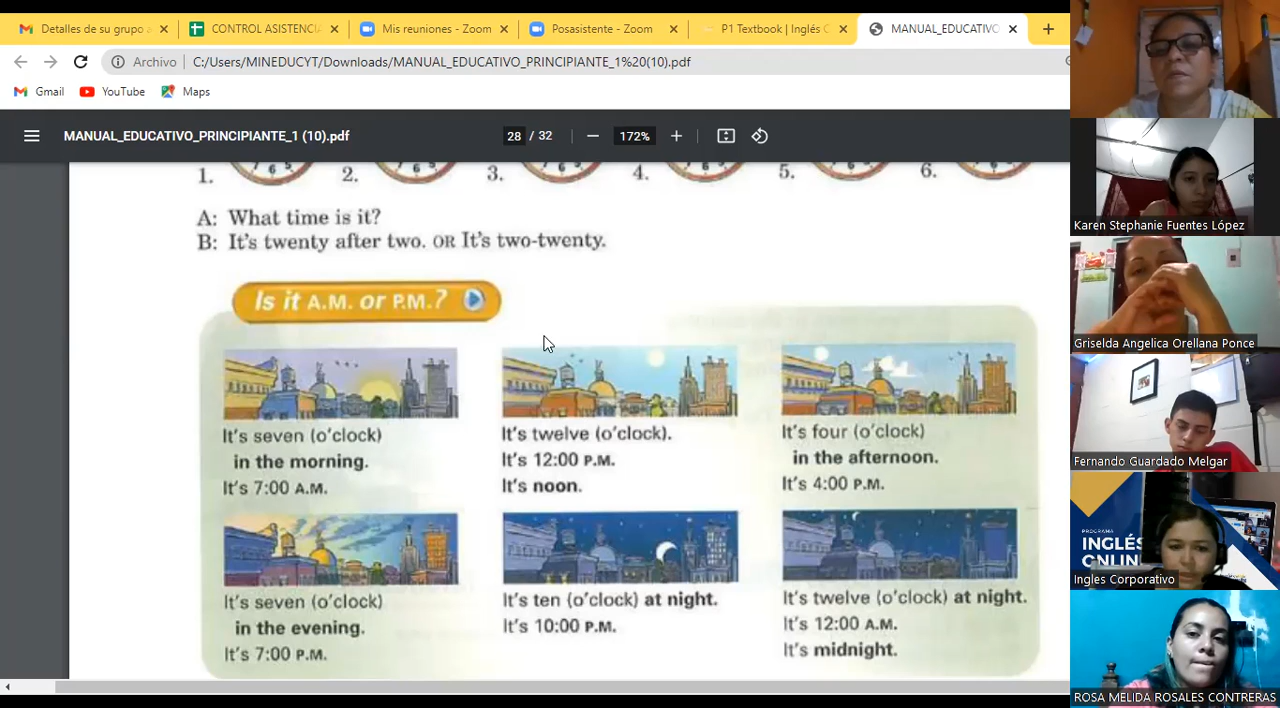 Detalles de su grupo
CONTROL ASISTENCIA
Mis reuniones - Zoom
Posasistente - Zoom
P1 Textbook | Inglés C
MANUAL_EDUCATIVO
Archivo
C:/Users/MINEDUCYT/Downloads/MANUAL_EDUCATIVO_PRINCIPIANTE_1%20(10).pdf
Gmail YouTube Maps
MANUAL_EDUCATIVO_PRINCIPIANTE_1 (10).pdf
28 / 32
172%
1. 2. 3. 4. 5. 6.
A: What time is it?
B: It's twenty after two. OR It's two-twenty.
Is it A.M. or P.M.?
It's seven (o'clock)
in the morning.
It's 7:00 A.M.
It's twelve (o'clock).
It's 12:00 P.M.
It's noon.
It's four (o'clock)
in the afternoon.
It's 4:00 P.M.
It's seven (o'clock)
in the evening.
It's 7:00 P.M.
It's ten (o'clock) at night.
It's 10:00 P.M.
It's twelve (o'clock) at night.
It's 12:00 A.M.
It's midnight.
Karen Stephanie Fuentes López
Griselda Angelica Orellana Ponce
Fernando Guardado Melgar
PROGRAMA
INGLÉS
ONLIN
Ingles Corporativo
ROSA MELIDA ROSALES CONTRERAS